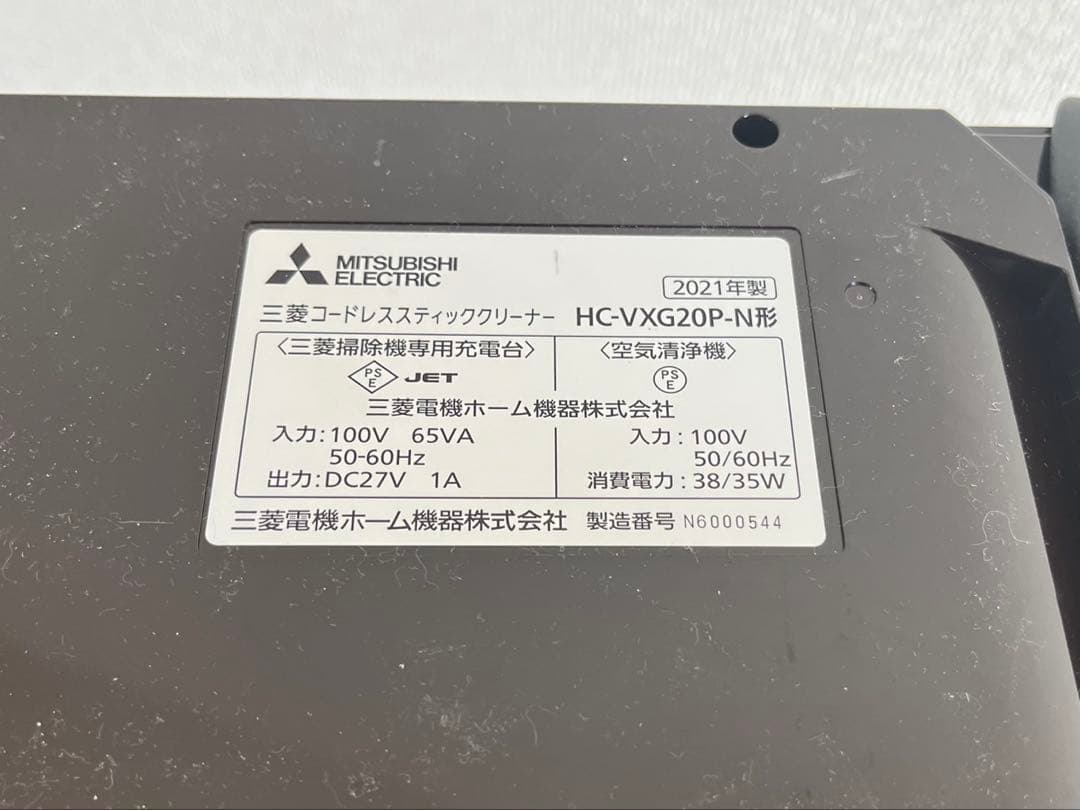 MITSUBISHI
ELECTRIC
2021年製
三菱コードレススティッククリーナー HC-VXG20P-N形
〈三菱掃除機専用充電台〉 〈空気清浄機〉
PS
E JET
PS
E
三菱電機ホーム機器株式会社
入力:100V 65VA
50-60Hz
出力:DC27V 1A
入力:100V
50/60Hz
消費電力:38/35W
三菱電機ホーム機器株式会社 製造番号 N6000544